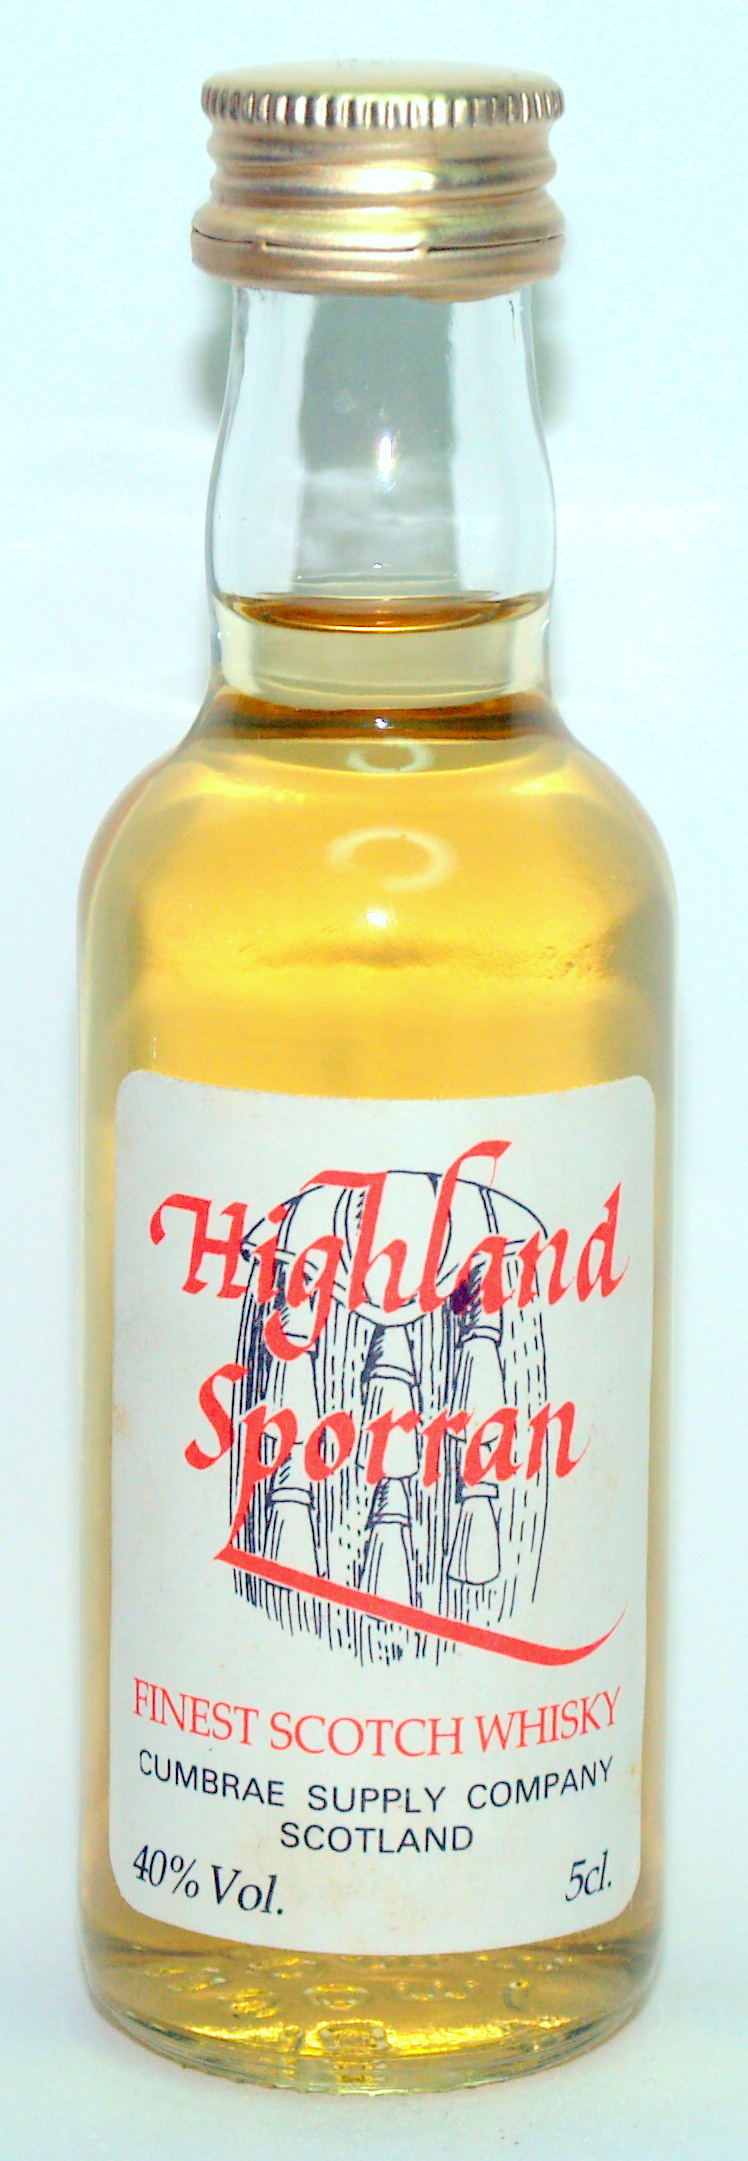 Highland
Sporran
FINEST SCOTCH WHISKY
CUMBRAE SUPPLY COMPANY
SCOTLAND
40% Vol. 5cl.